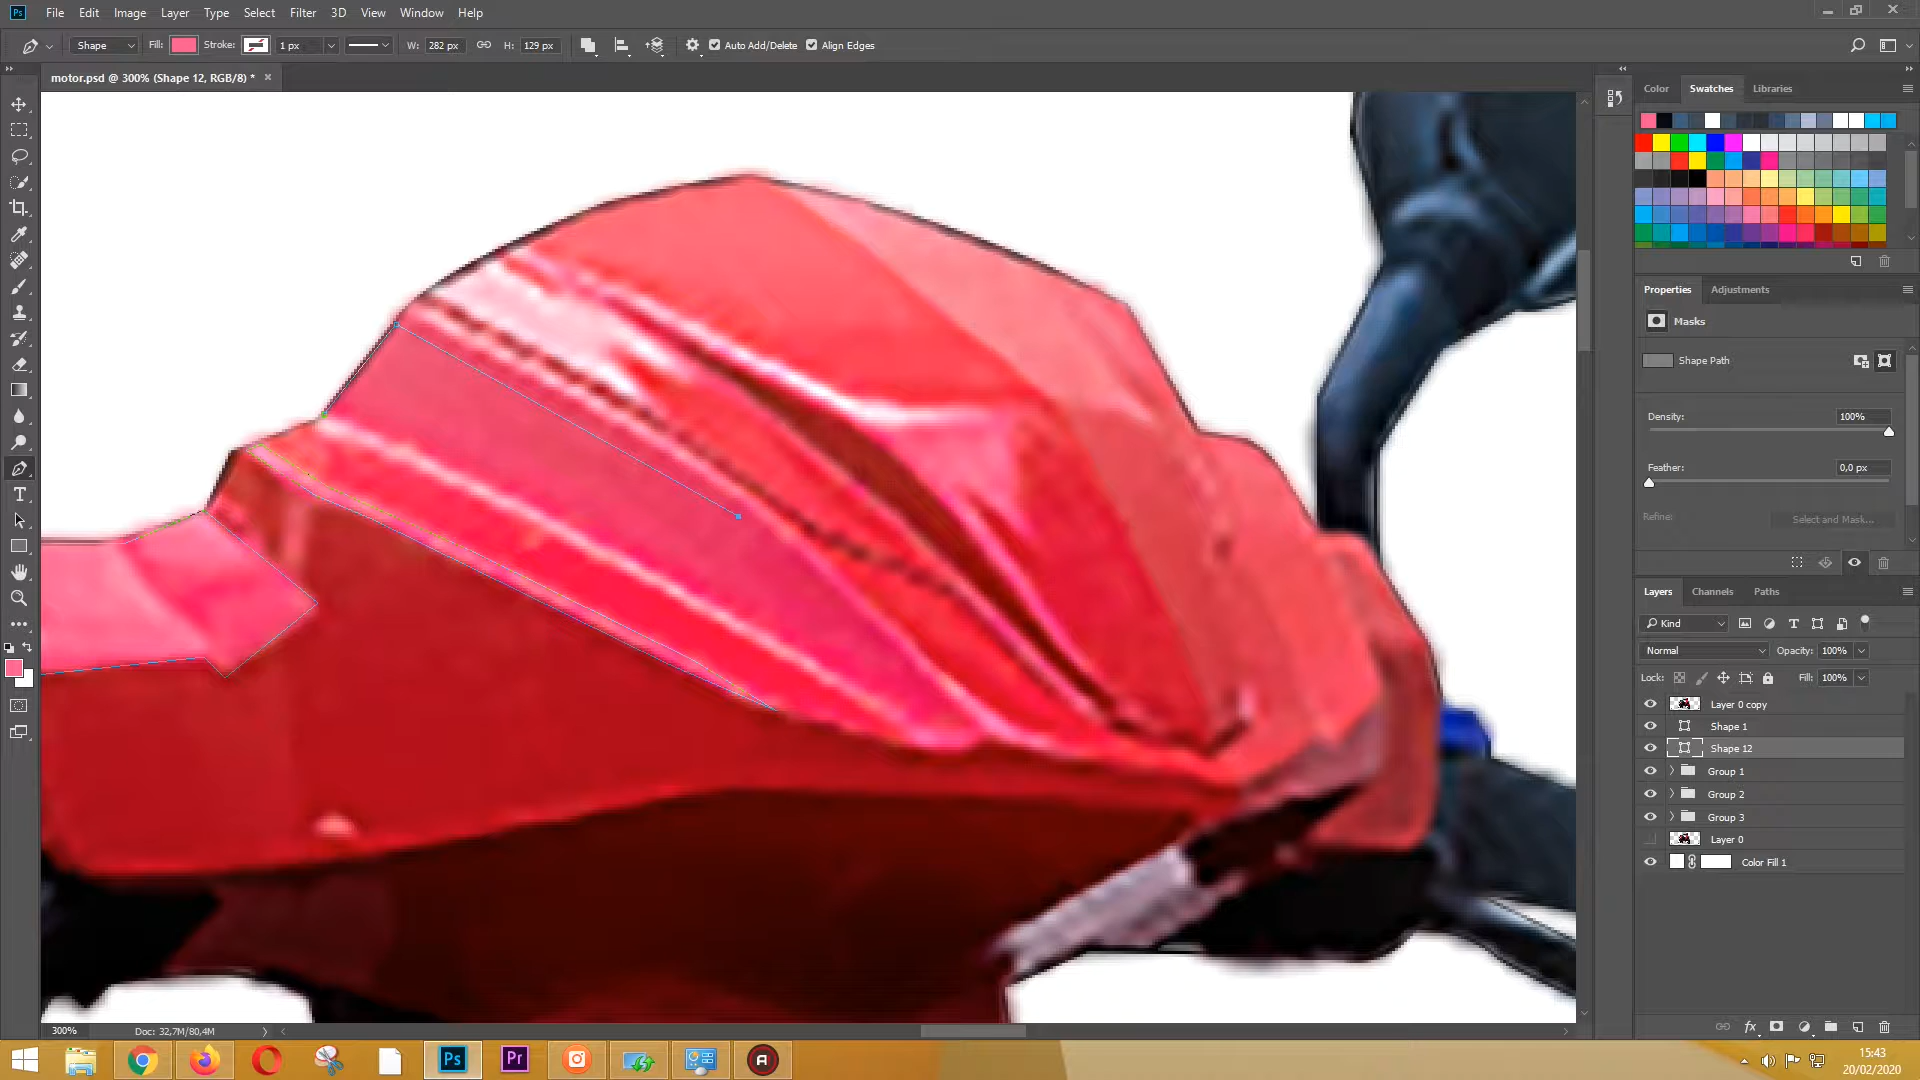 Ps File Edit Image Layer Type Select Filter 3D View Window Help
Shape Fill: Stroke: 1 px W: 282 px H: 129 px Auto Add/Delete Align Edges
motor.psd @ 300% (Shape 12, RGB/8) * ×
Color Swatches Libraries
Properties Adjustments
Masks
Shape Path
Density: 100%
Feather: 0,0 px
Refine: Select and Mask...
Layers Channels Paths
Kind
Normal Opacity: 100%
Lock: Fill: 100%
Layer 0 copy
Shape 1
Shape 12
Group 1
Group 2
Group 3
Layer 0
Color Fill 1
fx
300% Doc: 32,7M/80,4M
Ps Pr
15:43
20/02/2020